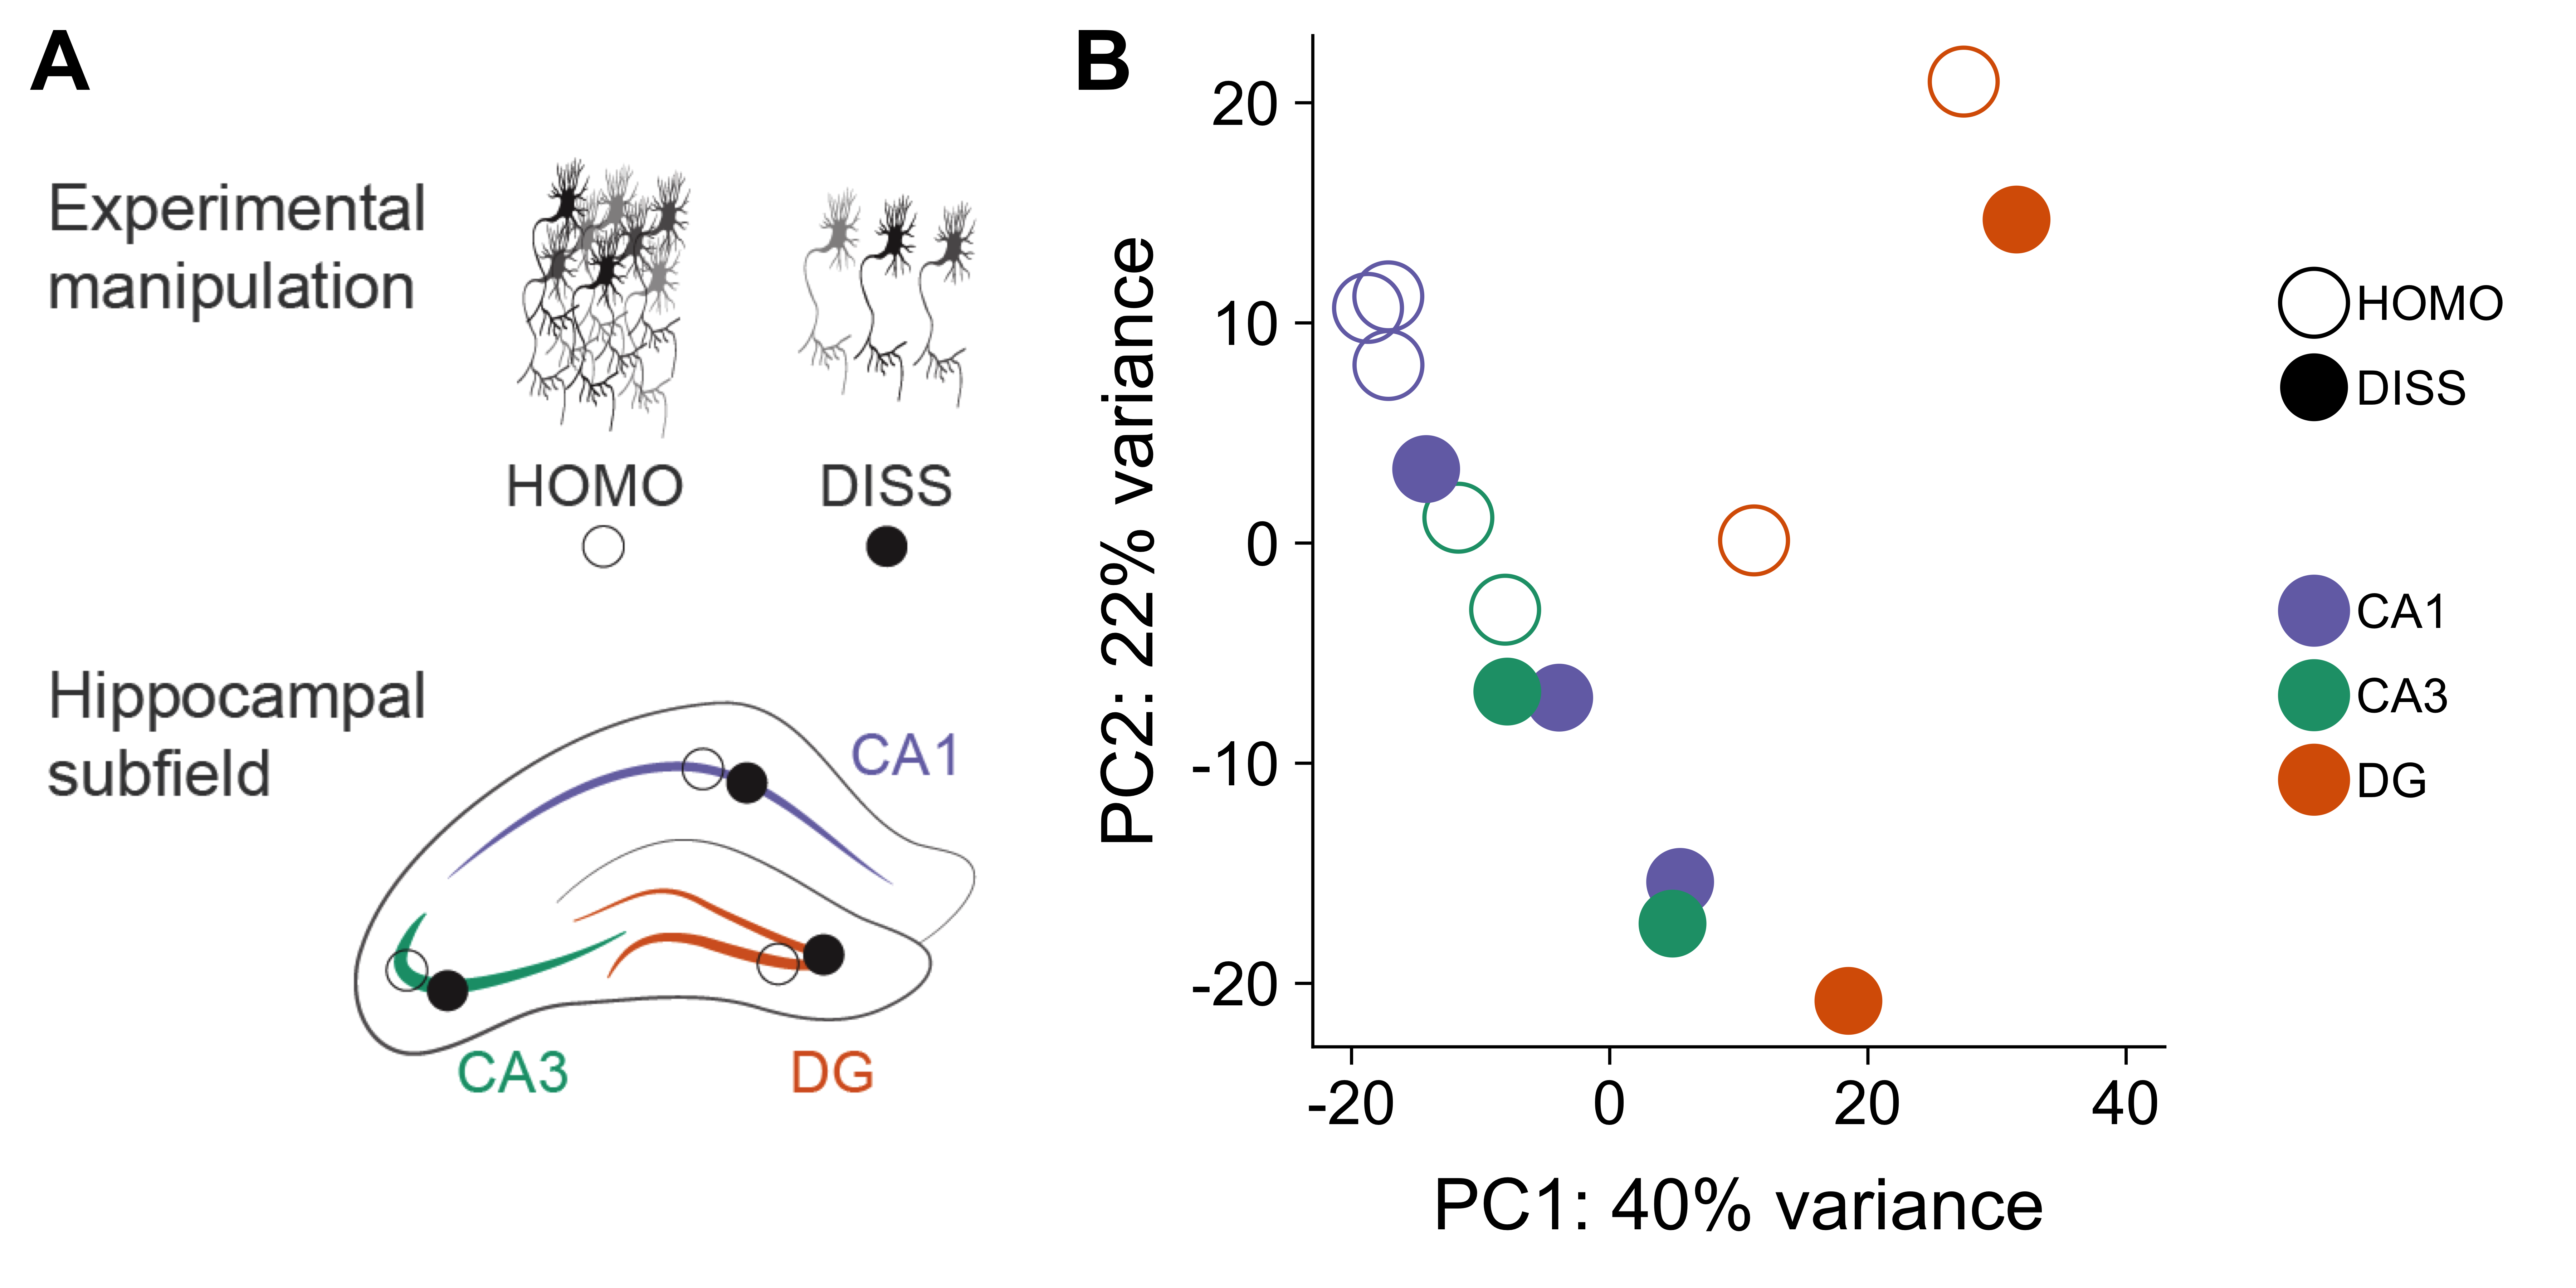 A
Experimental
manipulation
HOMO
DISS
Hippocampal
subfield
CA1
CA3
DG
B
PC2: 22% variance
20
10
0
-10
-20
-20
0
20
40
PC1: 40% variance
HOMO
DISS
CA1
CA3
DG